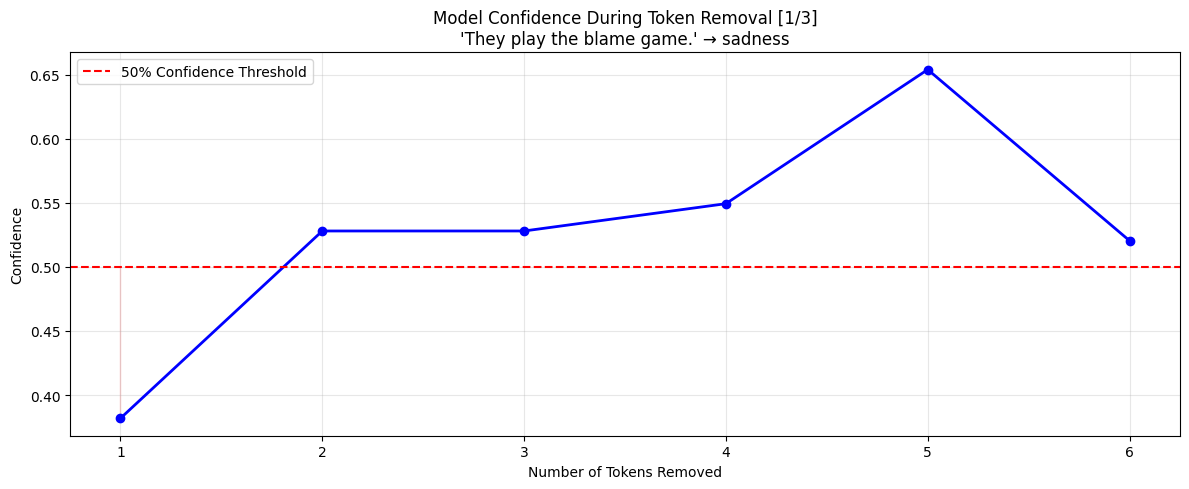 Model Confidence During Token Removal [1/3]
'They play the blame game.' → sadness
50% Confidence Threshold
0.65
0.60
0.55
0.50
0.45
0.40
Confidence
1 2 3 4 5 6
Number of Tokens Removed